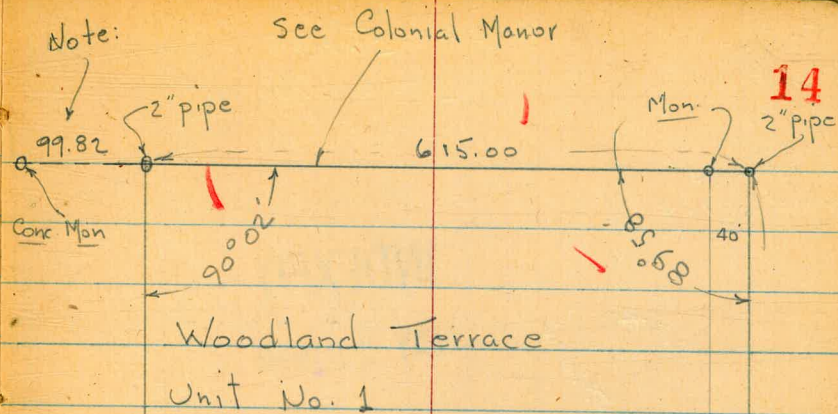 Note:
See Colonial Manor
14
2" pipe
Mon.
2" pipe
99.82
615.00
Conc. Mon
90°02'
89°58'
40'
Woodland Terrace
Unit No. 1